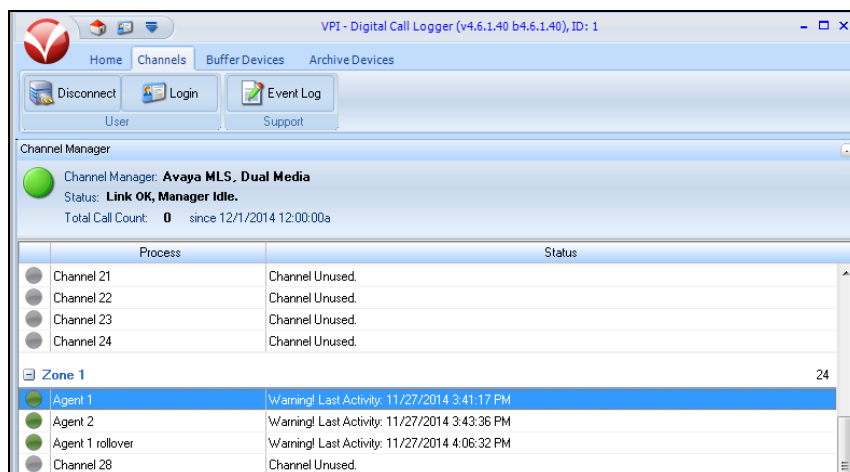 VPI - Digital Call Logger (v4.6.1.40 b4.6.1.40), ID: 1
Home Channels Buffer Devices Archive Devices
Disconnect Login Event Log
User Support
Channel Manager
Channel Manager: Avaya MLS, Dual Media
Status: Link OK, Manager Idle.
Total Call Count: 0 since 12/1/2014 12:00:00a
Process Status
Channel 21 Channel Unused.
Channel 22 Channel Unused.
Channel 23 Channel Unused.
Channel 24 Channel Unused.
Zone 1 24
Agent 1 Warning! Last Activity: 11/27/2014 3:41:17 PM
Agent 2 Warning! Last Activity: 11/27/2014 3:43:36 PM
Agent 1 rollover Warning! Last Activity: 11/27/2014 4:06:32 PM
Channel 28 Channel Unused.